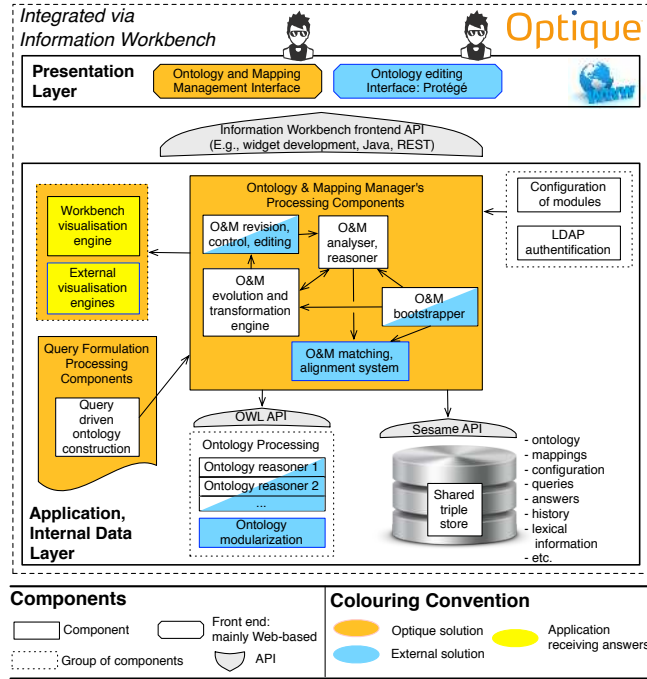 Integrated via
Information Workbench
Optique
Presentation
Layer
Ontology and Mapping
Management Interface
Ontology editing
Interface: Protégé
WWW
Information Workbench frontend API
(E.g., widget development, Java, REST)
Workbench
visualisation
engine
External
visualisation
engines
Ontology & Mapping Manager's
Processing Components
O&M revision,
control, editing
O&M
analyser,
reasoner
O&M
evolution and
transformation
engine
O&M
bootstrapper
O&M matching,
alignment system
Configuration
of modules
LDAP
authentification
Query Formulation
Processing
Components
Query
driven
ontology
construction
OWL API
Ontology Processing
Ontology reasoner 1
Ontology reasoner 2
...
Ontology
modularization
Sesame API
Shared
triple
store
- ontology
- mappings
- configuration
- queries
- answers
- history
- lexical
information
- etc.
Application,
Internal Data
Layer
Components
Component
Front end:
mainly Web-based
Group of components
API
Colouring Convention
Optique solution
External solution
Application
receiving answers